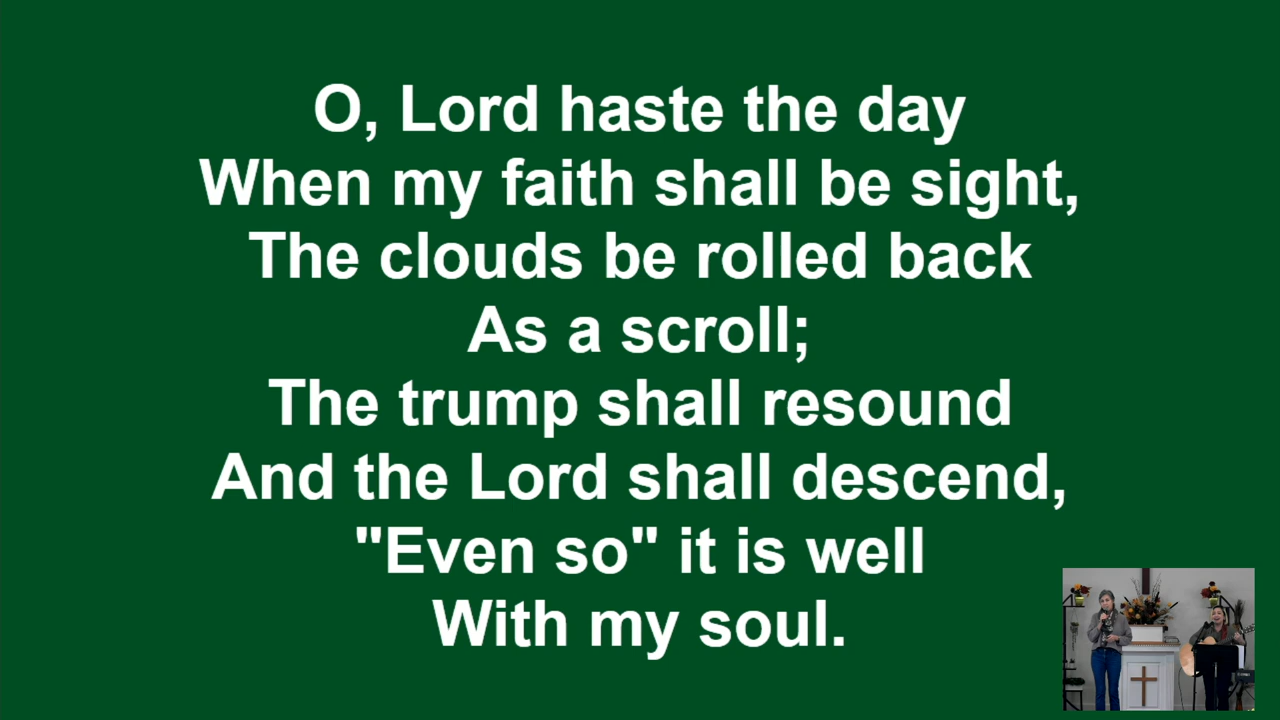 O, Lord haste the day
When my faith shall be sight,
The clouds be rolled back
As a scroll;
The trump shall resound
And the Lord shall descend,
"Even so" it is well
With my soul.